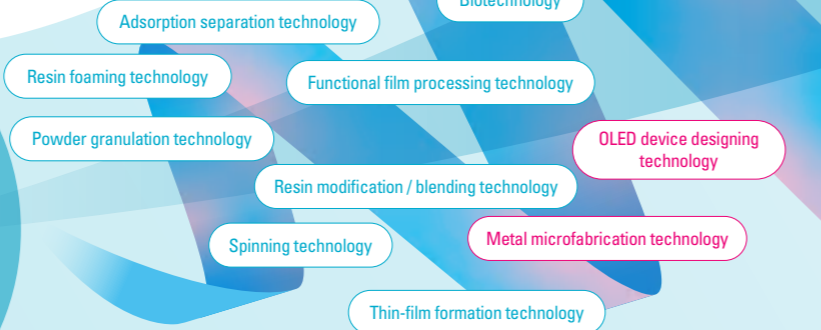 Biotechnology
Adsorption separation technology
Resin foaming technology
Functional film processing technology
Powder granulation technology
OLED device designing
technology
Resin modification / blending technology
Spinning technology
Metal microfabrication technology
Thin-film formation technology